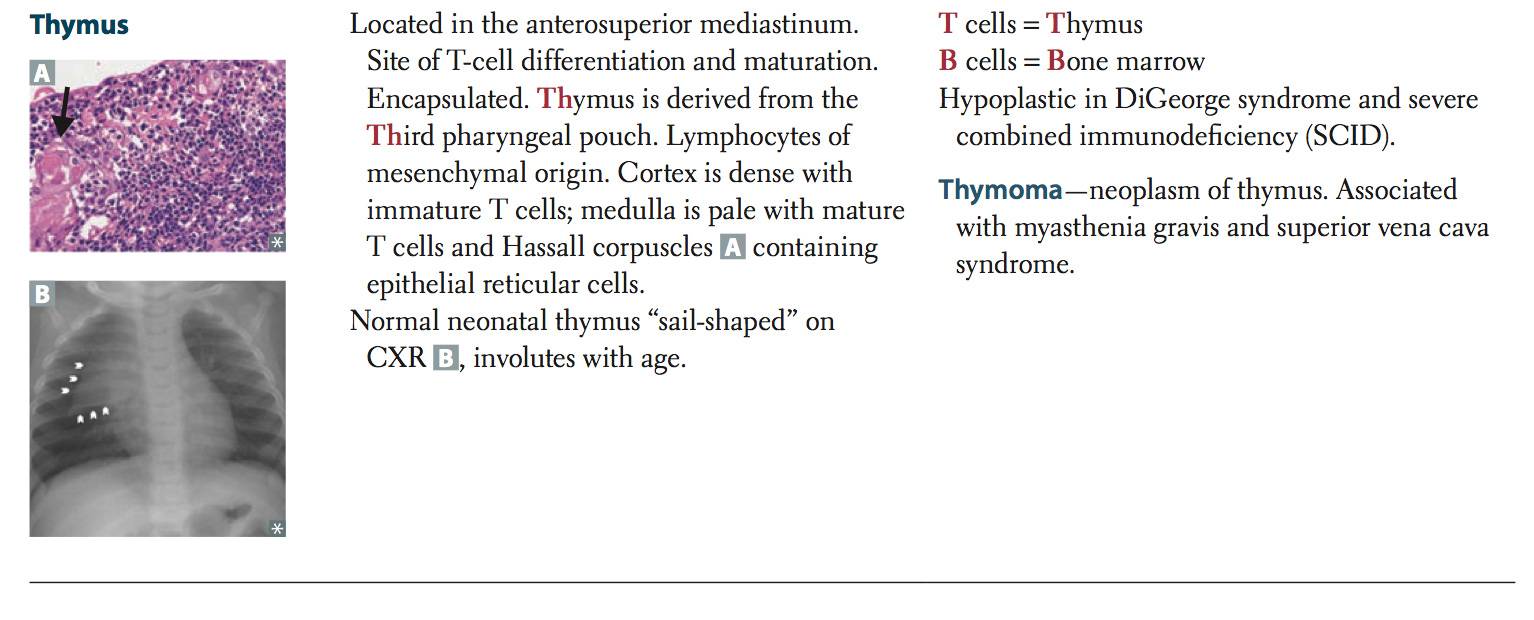 Thymus
A
*
B
*
Located in the anterosuperior mediastinum.
Site of T-cell differentiation and maturation.
Encapsulated. Thymus is derived from the
Third pharyngeal pouch. Lymphocytes of
mesenchymal origin. Cortex is dense with
immature T cells; medulla is pale with mature
T cells and Hassall corpuscles A containing
epithelial reticular cells.
Normal neonatal thymus “sail-shaped” on
CXR B, involutes with age.
T cells = Thymus
B cells = Bone marrow
Hypoplastic in DiGeorge syndrome and severe
combined immunodeficiency (SCID).
Thymoma—neoplasm of thymus. Associated
with myasthenia gravis and superior vena cava
syndrome.